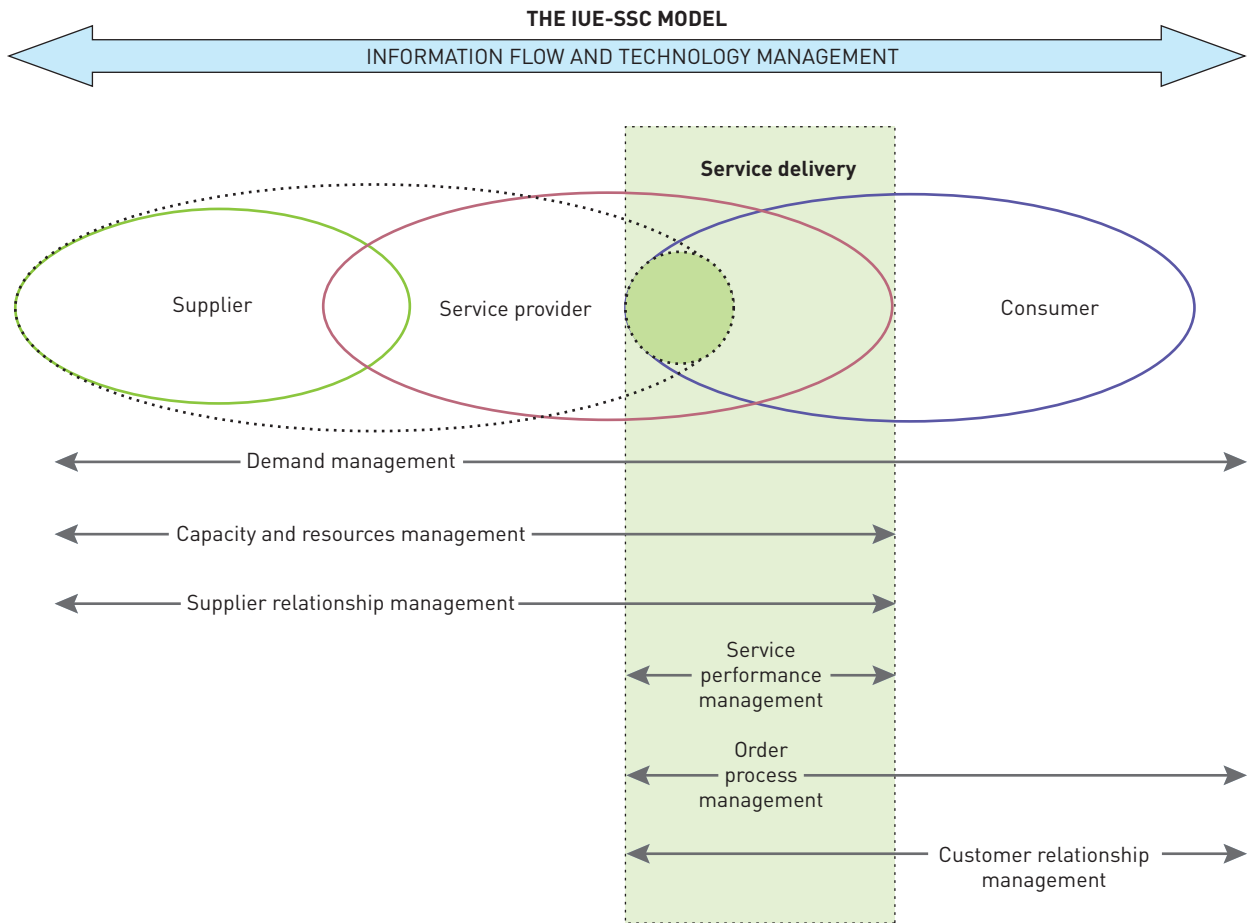 THE IUE-SSC MODEL
INFORMATION FLOW AND TECHNOLOGY MANAGEMENT
Service delivery
Supplier
Service provider
Consumer
Demand management
Capacity and resources management
Supplier relationship management
Service
performance
management
Order
process
management
Customer relationship
management